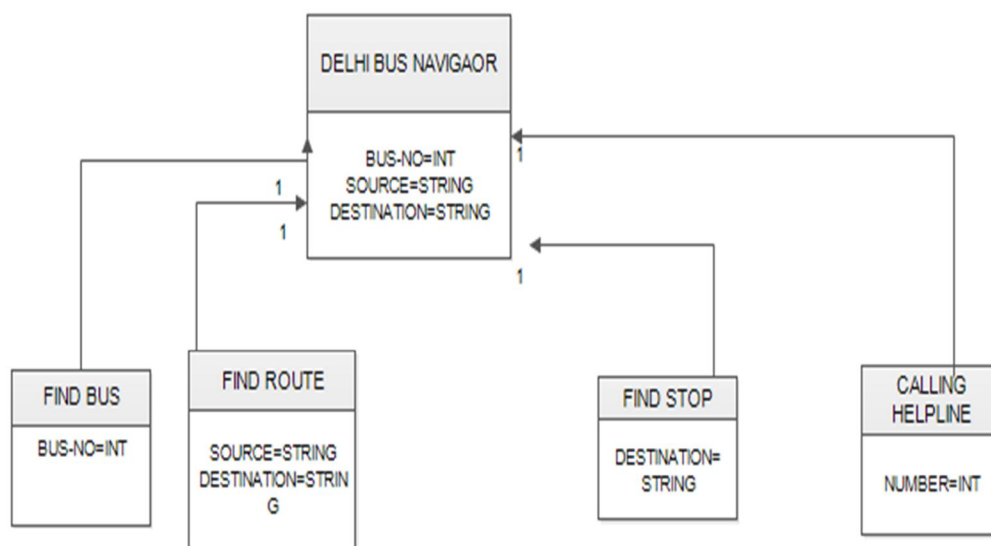 DELHI BUS NAVIGAOR
BUS-NO=INT
SOURCE=STRING
DESTINATION=STRING
1
1
1
1
FIND BUS
BUS-NO=INT
FIND ROUTE
SOURCE=STRING
DESTINATION=STRIN
G
FIND STOP
DESTINATION=
STRING
CALLING
HELPLINE
NUMBER=INT